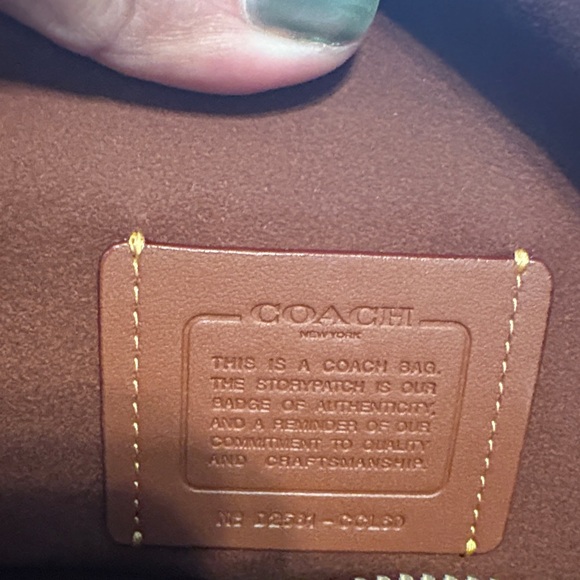 COACH
NEW YORK
THIS IS A COACH BAG.
THE STORYPATCH IS OUR
BADGE OF AUTHENTICITY,
AND A REMINDER OF OUR
COMMITMENT TO QUALITY
AND CRAFTSMANSHIP.
Nº